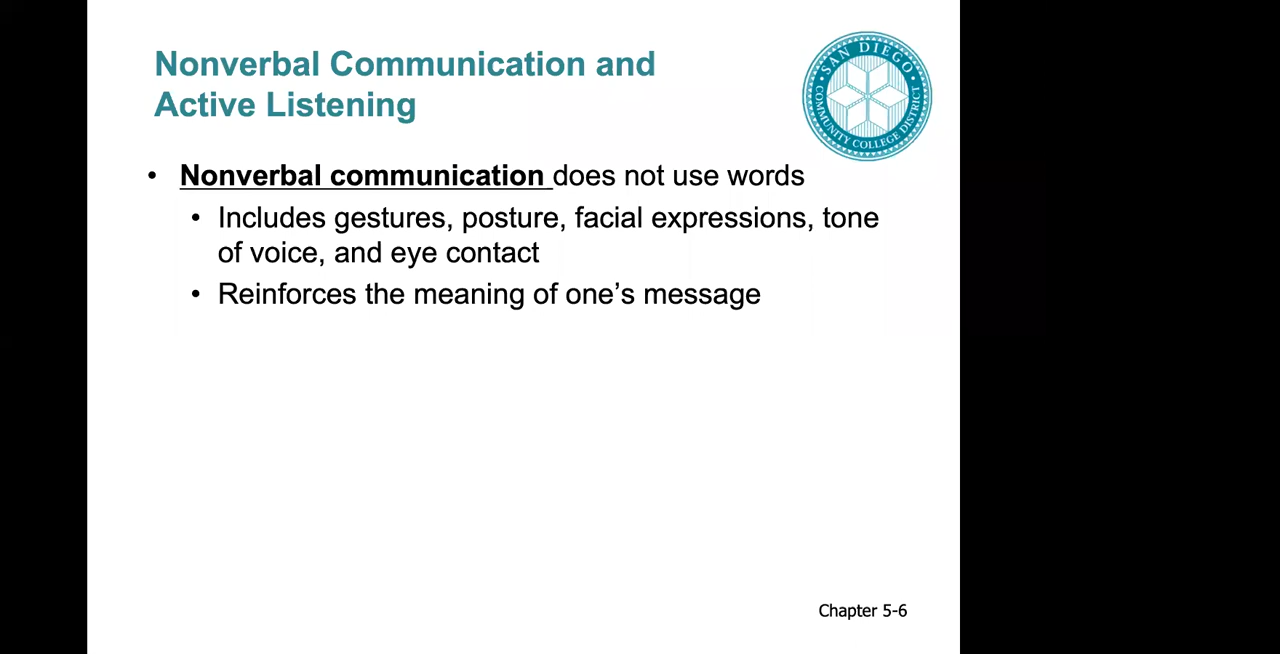 Nonverbal Communication and
Active Listening
SAN DIEGO
COMMUNITY COLLEGE DISTRICT
• Nonverbal communication does not use words
• Includes gestures, posture, facial expressions, tone
of voice, and eye contact
• Reinforces the meaning of one’s message
Chapter 5-6